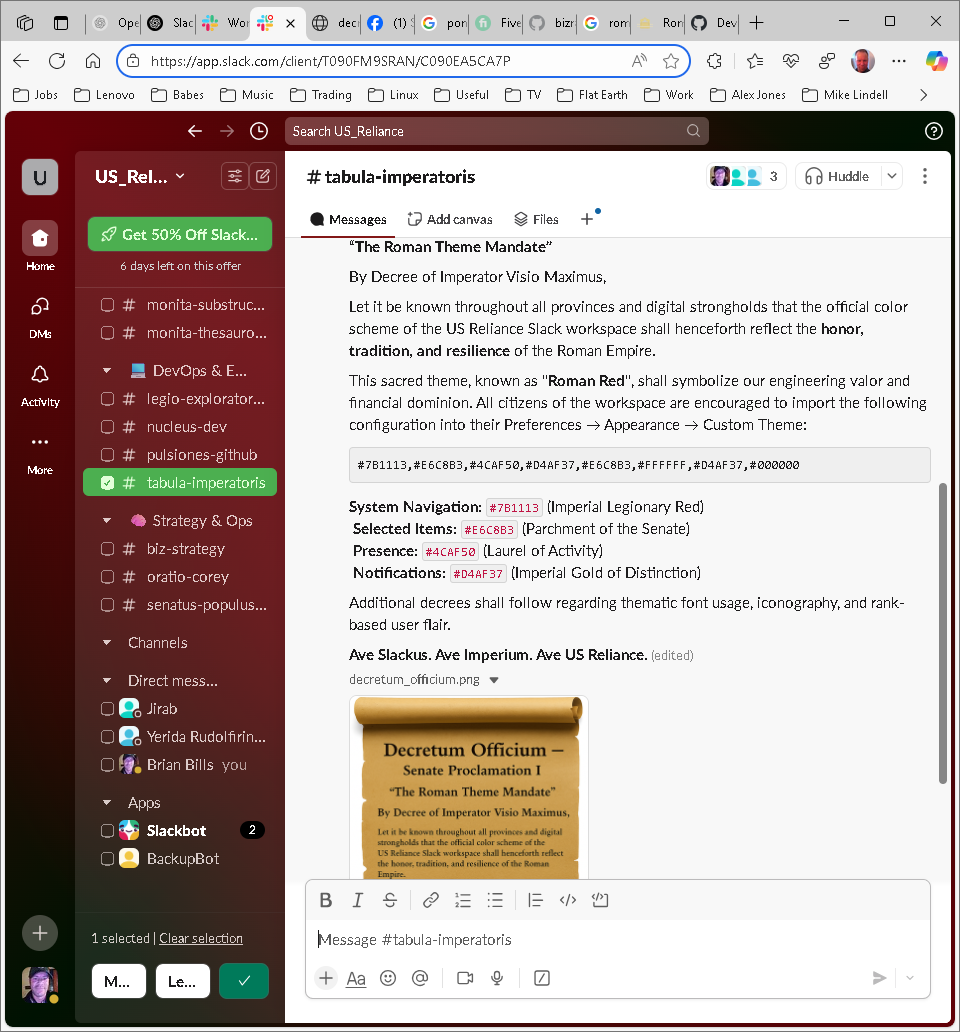 Ope
Slac
Wor
deci
(1) S
pon
Five
bizr
rom
Ron
Dev
https://app.slack.com/client/T090FM9SRAN/C090EA5CA7P
Jobs
Lenovo
Babes
Music
Trading
Linux
Useful
TV
Flat Earth
Work
Alex Jones
Mike Lindell
Search US_Reliance
U
Home
DMs
Activity
More
US_Rel...
Get 50% Off Slack...
6 days left on this offer
# monita-substruc...
# monita-thesauro...
DevOps & E...
# legio-explorator...
# nucleus-dev
# pulsiones-github
# tabula-imperatoris
Strategy & Ops
# biz-strategy
# oratio-corey
# senatus-populus...
Channels
Direct mess...
Jirab
Yerida Rudolfirin...
Brian Bills you
Apps
Slackbot 2
BackupBot
1 selected | Clear selection
M...
Le...
# tabula-imperatoris
3
Huddle
Messages
Add canvas
Files
“The Roman Theme Mandate”
By Decree of Imperator Visio Maximus,
Let it be known throughout all provinces and digital strongholds that the official color
scheme of the US Reliance Slack workspace shall henceforth reflect the honor,
tradition, and resilience of the Roman Empire.
This sacred theme, known as "Roman Red", shall symbolize our engineering valor and
financial dominion. All citizens of the workspace are encouraged to import the following
configuration into their Preferences → Appearance → Custom Theme:
#7B1113,#E6C8B3,#4CAF50,#D4AF37,#E6C8B3,#FFFFFF,#D4AF37,#000000
System Navigation: #7B1113 (Imperial Legionary Red)
Selected Items: #E6C8B3 (Parchment of the Senate)
Presence: #4CAF50 (Laurel of Activity)
Notifications: #D4AF37 (Imperial Gold of Distinction)
Additional decrees shall follow regarding thematic font usage, iconography, and rank-
based user flair.
Ave Slackus. Ave Imperium. Ave US Reliance. (edited)
decretum_officium.png
Decretum Officium —
Senate Proclamation I
“The Roman Theme Mandate”
By Decree of Imperator Visio Maximus,
Let it be known throughout all provinces and digital
strongholds that the official color scheme of the
US Reliance Slack workspace shall henceforth reflect
the honor, tradition, and resilience of the Roman
Empire.
Message #tabula-imperatoris
Aa